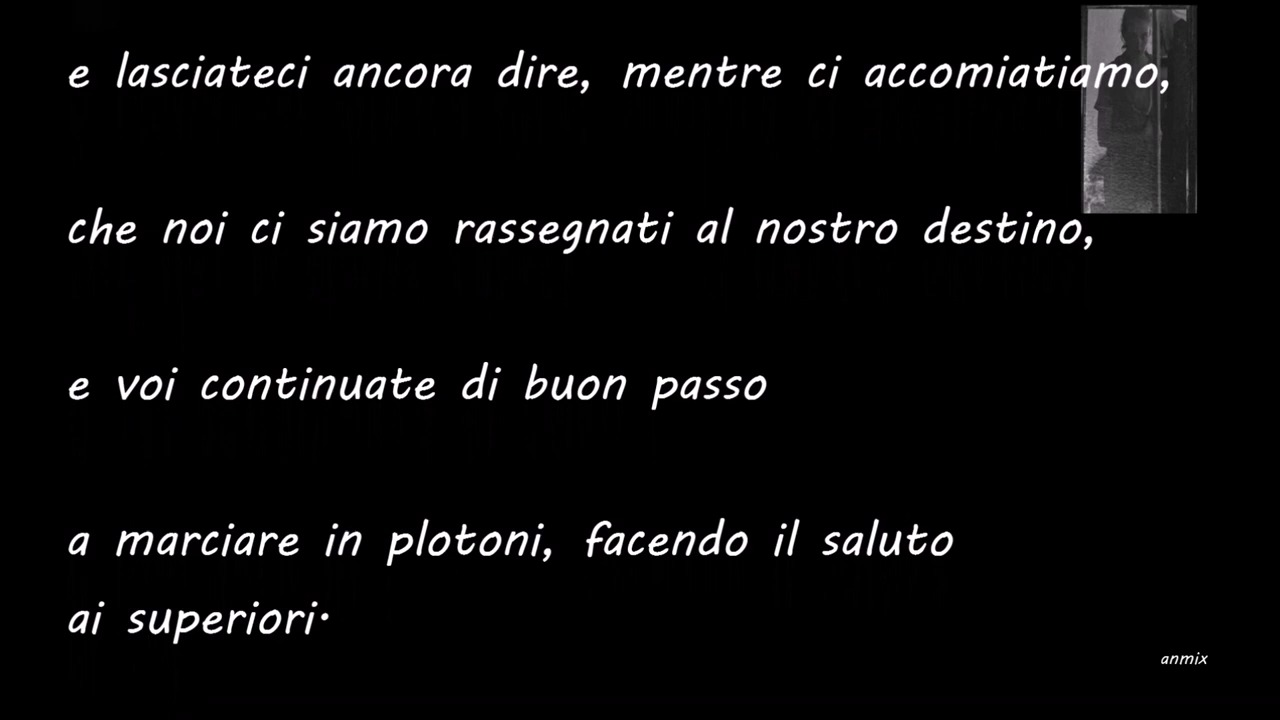 e lasciateci ancora dire, mentre ci accomiatiamo,
che noi ci siamo rassegnati al nostro destino,
e voi continuate di buon passo
a marciare in plotoni, facendo il saluto
ai superiori·
anmix